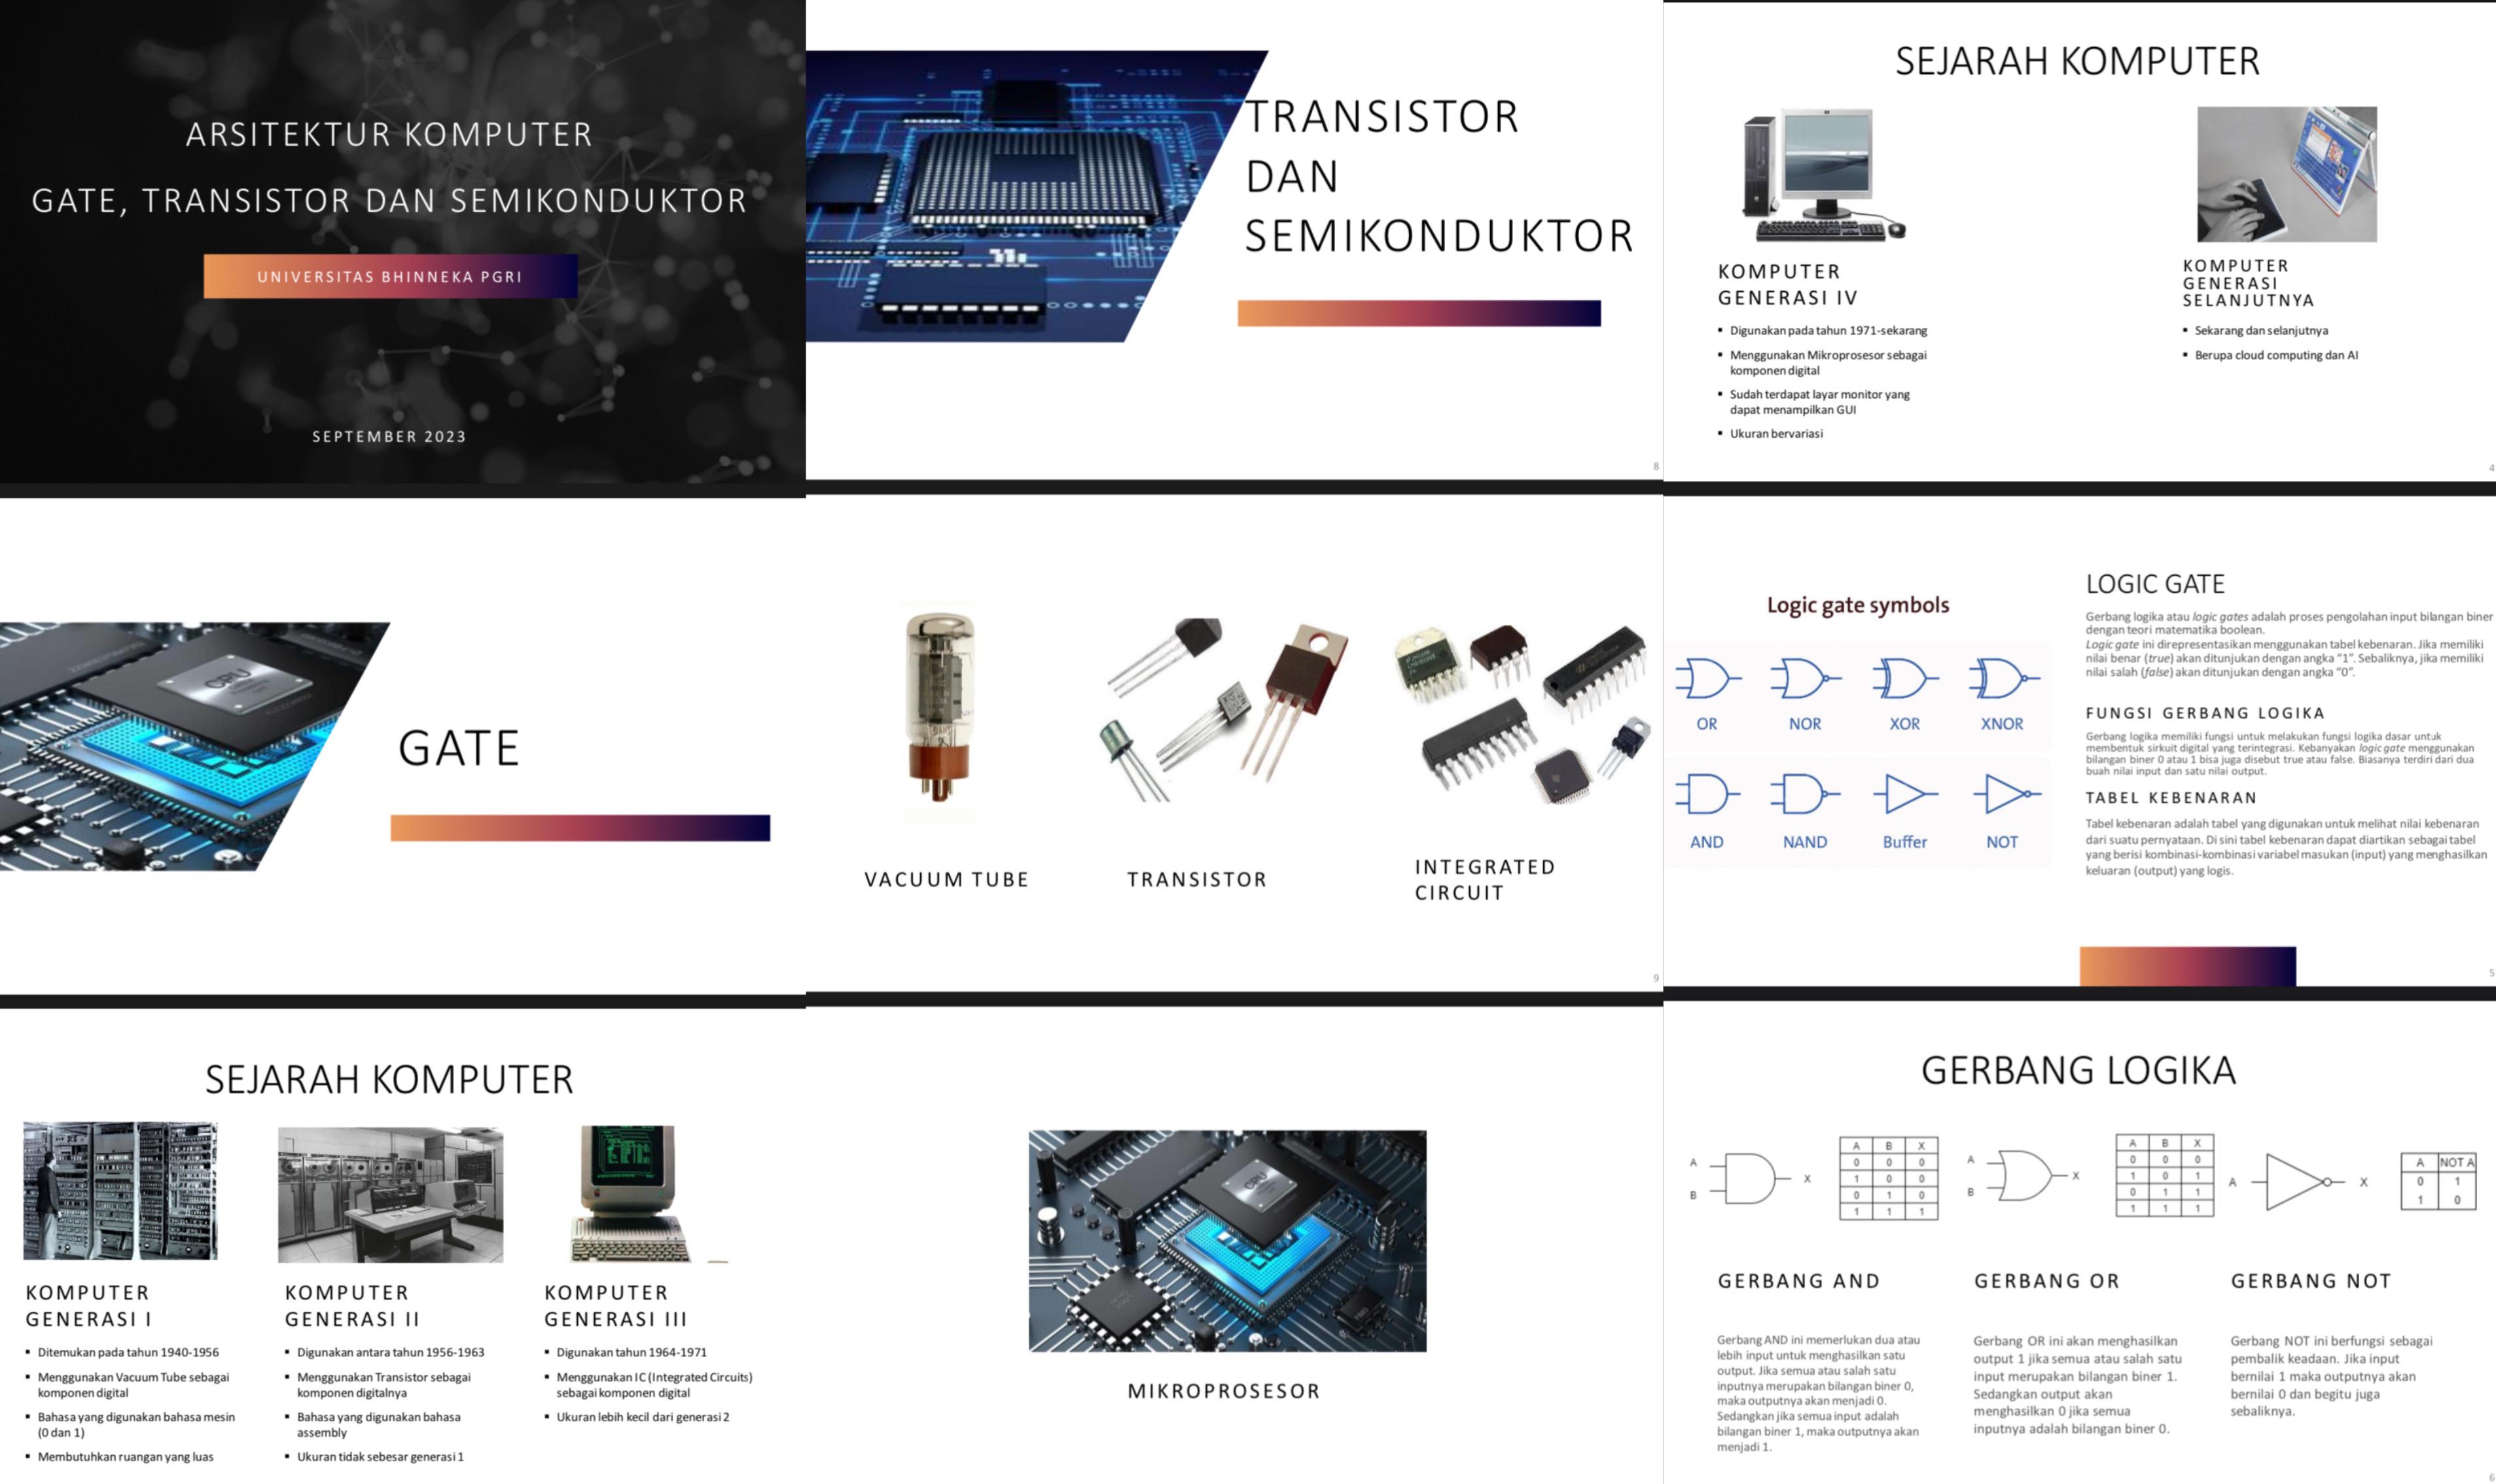 ARSITEKTUR KOMPUTER
GATE, TRANSISTOR DAN SEMIKONDUKTOR
UNIVERSITAS BHINNEKA PGRI
SEPTEMBER 2023
TRANSISTOR
DAN
SEMIKONDUKTOR
8
SEJARAH KOMPUTER
KOMPUTER
GENERASI IV
▪ Digunakan pada tahun 1971-sekarang
▪ Menggunakan Mikroprosesor sebagai
komponen digital
▪ Sudah terdapat layar monitor yang
dapat menampilkan GUI
▪ Ukuran bervariasi
KOMPUTER
GENERASI
SELANJUTNYA
▪ Sekarang dan selanjutnya
▪ Berupa cloud computing dan AI
4
CPU
GATE
VACUUM TUBE
TRANSISTOR
INTEGRATED
CIRCUIT
9
Logic gate symbols
OR NOR XOR XNOR
AND NAND Buffer NOT
LOGIC GATE
Gerbang logika atau logic gates adalah proses pengolahan input bilangan biner
dengan teori matematika boolean.
Logic gate ini direpresentasikan menggunakan tabel kebenaran. Jika memiliki
nilai benar (true) akan ditunjukan dengan angka “1”. Sebaliknya, jika memiliki
nilai salah (false) akan ditunjukan dengan angka “0”.
FUNGSI GERBANG LOGIKA
Gerbang logika memiliki fungsi untuk melakukan fungsi logika dasar untuk
membentuk sirkuit digital yang terintegrasi. Kebanyakan logic gate menggunakan
bilangan biner 0 atau 1 bisa juga disebut true atau false. Biasanya terdiri dari dua
buah nilai input dan satu nilai output.
TABEL KEBENARAN
Tabel kebenaran adalah tabel yang digunakan untuk melihat nilai kebenaran
dari suatu pernyataan. Di sini tabel kebenaran dapat diartikan sebagai tabel
yang berisi kombinasi-kombinasi variabel masukan (input) yang menghasilkan
keluaran (output) yang logis.
5
SEJARAH KOMPUTER
KOMPUTER
GENERASI I
▪ Ditemukan pada tahun 1940-1956
▪ Menggunakan Vacuum Tube sebagai
komponen digital
▪ Bahasa yang digunakan bahasa mesin
(0 dan 1)
▪ Membutuhkan ruangan yang luas
KOMPUTER
GENERASI II
▪ Digunakan antara tahun 1956-1963
▪ Menggunakan Transistor sebagai
komponen digitalnya
▪ Bahasa yang digunakan bahasa
assembly
▪ Ukuran tidak sebesar generasi 1
KOMPUTER
GENERASI III
▪ Digunakan tahun 1964-1971
▪ Menggunakan IC (Integrated Circuits)
sebagai komponen digital
▪ Ukuran lebih kecil dari generasi 2
CPU
MIKROPROSESOR
GERBANG LOGIKA
A
B
X
A B X
0 0 0
1 0 0
0 1 0
1 1 1
A
B
X
A B X
0 0 0
1 0 1
0 1 1
1 1 1
A X
A NOT A
0 1
1 0
GERBANG AND
Gerbang AND ini memerlukan dua atau
lebih input untuk menghasilkan satu
output. Jika semua atau salah satu
inputnya merupakan bilangan biner 0,
maka outputnya akan menjadi 0.
Sedangkan jika semua input adalah
bilangan biner 1, maka outputnya akan
menjadi 1.
GERBANG OR
Gerbang OR ini akan menghasilkan
output 1 jika semua atau salah satu
input merupakan bilangan biner 1.
Sedangkan output akan
menghasilkan 0 jika semua
inputnya adalah bilangan biner 0.
GERBANG NOT
Gerbang NOT ini berfungsi sebagai
pembalik keadaan. Jika input
bernilai 1 maka outputnya akan
bernilai 0 dan begitu juga
sebaliknya.
6